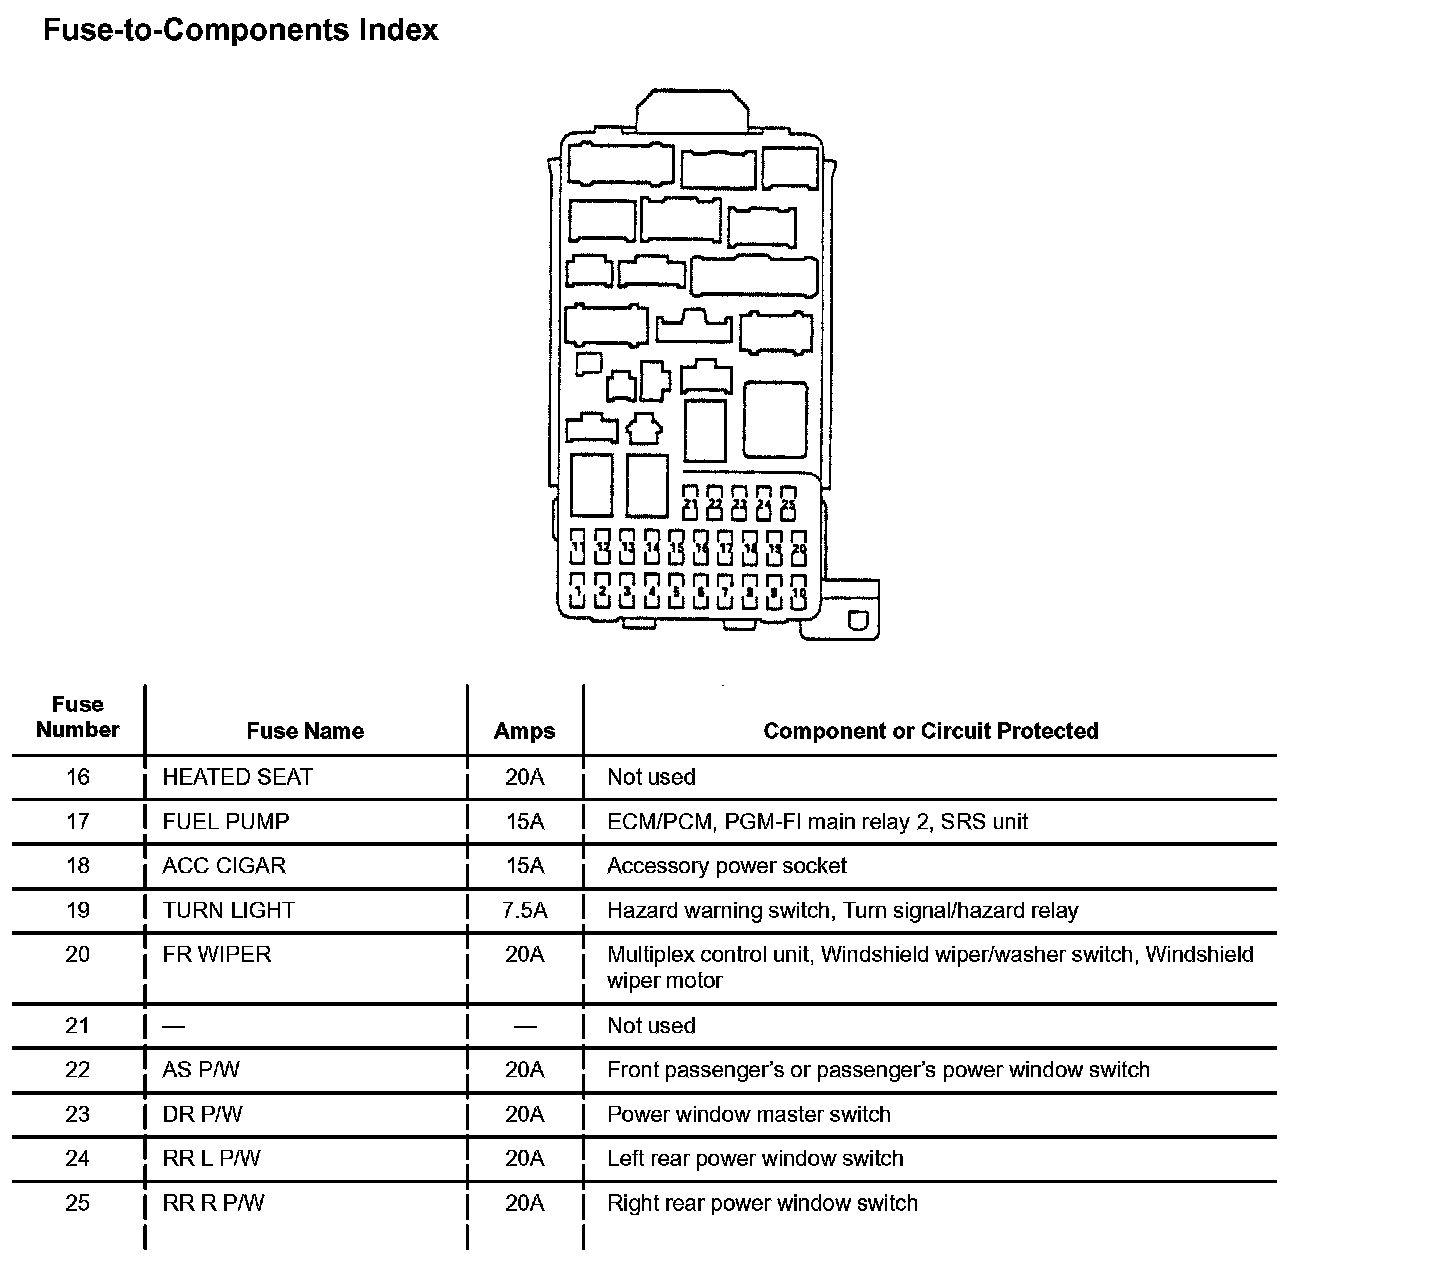 Fuse-to-Components Index
21 22 23 24 25
11 12 13 14 15 16 17 18 19 20
1 2 3 4 5 6 7 8 9 10
Fuse Number Fuse Name Amps Component or Circuit Protected
16 HEATED SEAT 20A Not used
17 FUEL PUMP 15A ECM/PCM, PGM-FI main relay 2, SRS unit
18 ACC CIGAR 15A Accessory power socket
19 TURN LIGHT 7.5A Hazard warning switch, Turn signal/hazard relay
20 FR WIPER 20A Multiplex control unit, Windshield wiper/washer switch, Windshield
wiper motor
21 — — Not used
22 AS P/W 20A Front passenger's or passenger's power window switch
23 DR P/W 20A Power window master switch
24 RR L P/W 20A Left rear power window switch
25 RR R P/W 20A Right rear power window switch